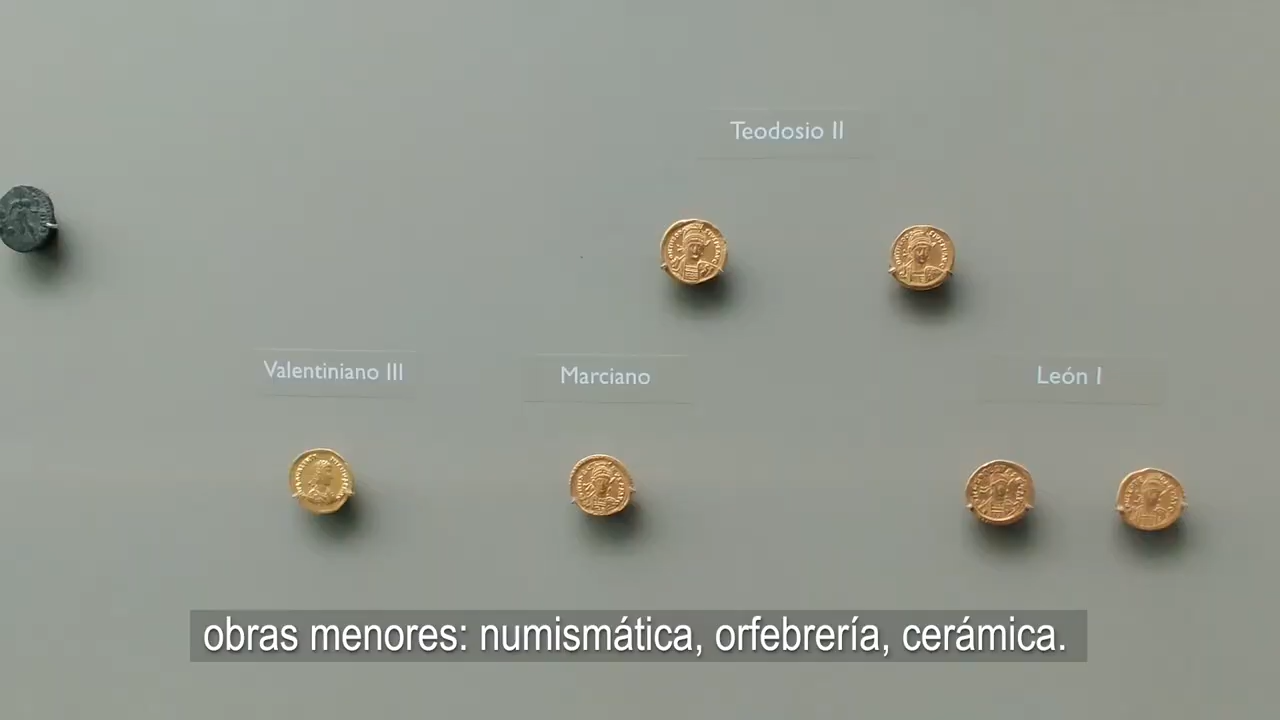 Teodosio II
Valentiniano III
Marciano
León I
obras menores: numismática, orfebrería, cerámica.